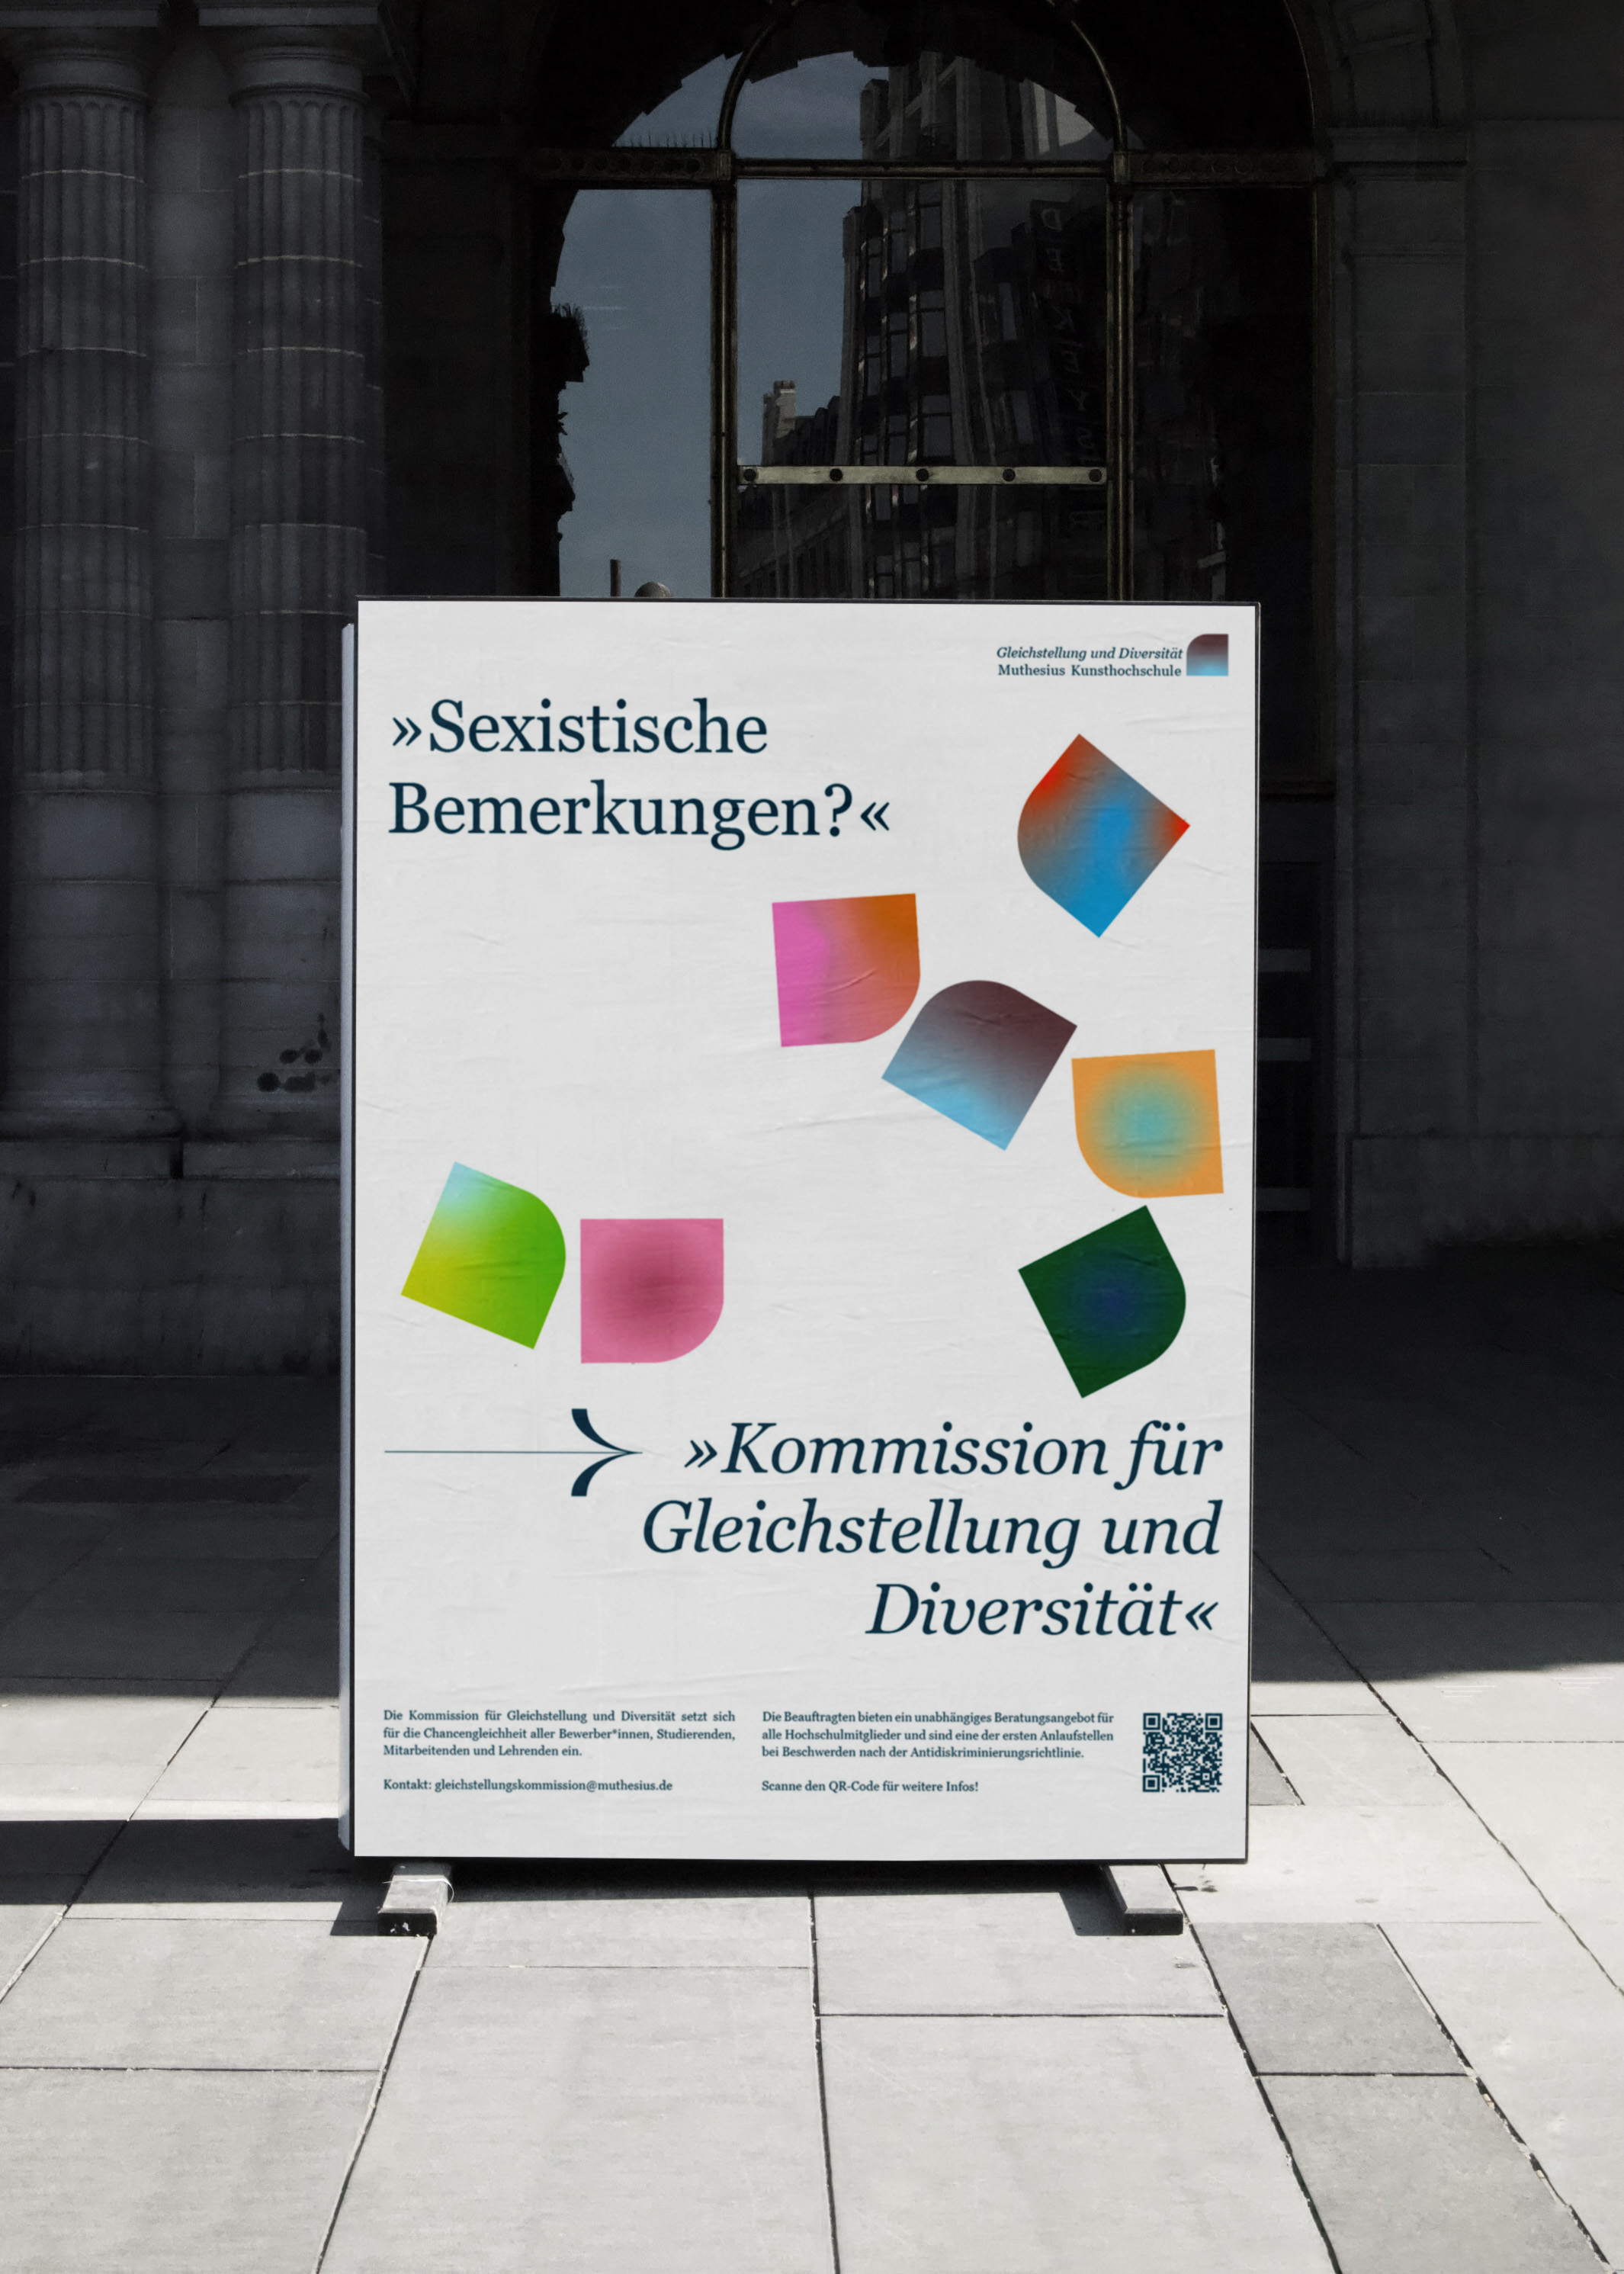 Gleichstellung und Diversität
Muthesius Kunsthochschule
»Sexistische
Bemerkungen?«
»Kommission für
Gleichstellung und
Diversität«
Die Kommission für Gleichstellung und Diversität setzt sich
für die Chancengleichheit aller Bewerber*innen, Studierenden,
Mitarbeitenden und Lehrenden ein.
Kontakt: gleichstellungskommission@muthesius.de
Die Beauftragten bieten ein unabhängiges Beratungsangebot für
alle Hochschulmitglieder und sind eine der ersten Anlaufstellen
bei Beschwerden nach der Antidiskriminierungsrichtlinie.
Scanne den QR-Code für weitere Infos!